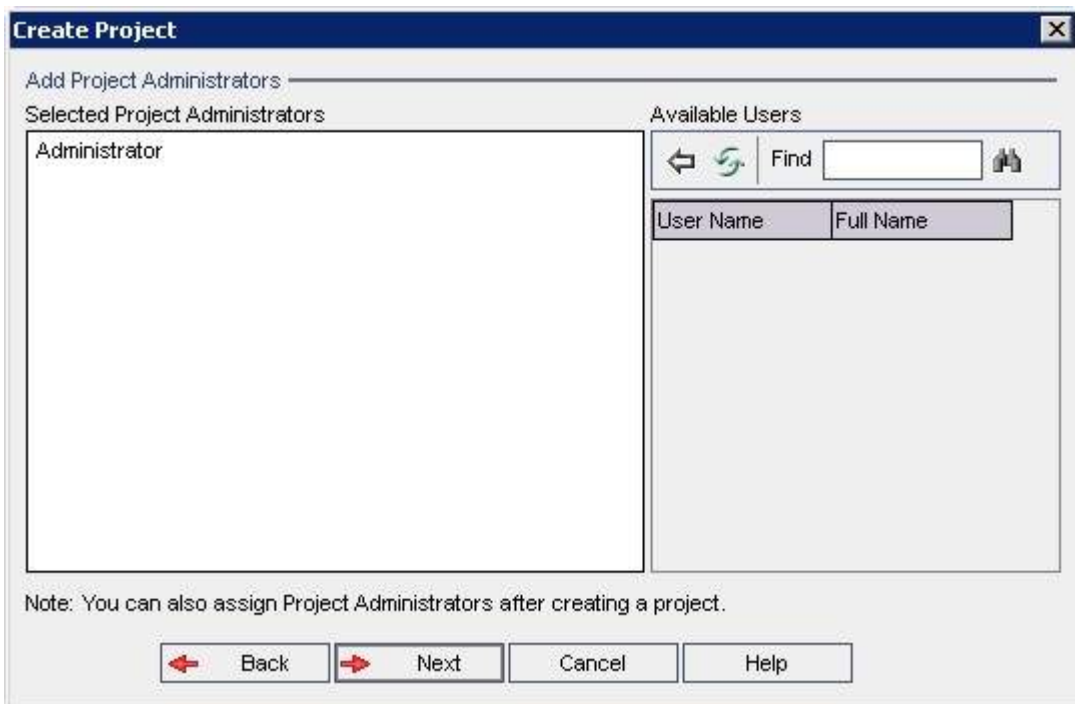 Create Project
Add Project Administrators
Selected Project Administrators
Administrator
Available Users
Find
User Name Full Name
Note: You can also assign Project Administrators after creating a project.
Back Next Cancel Help